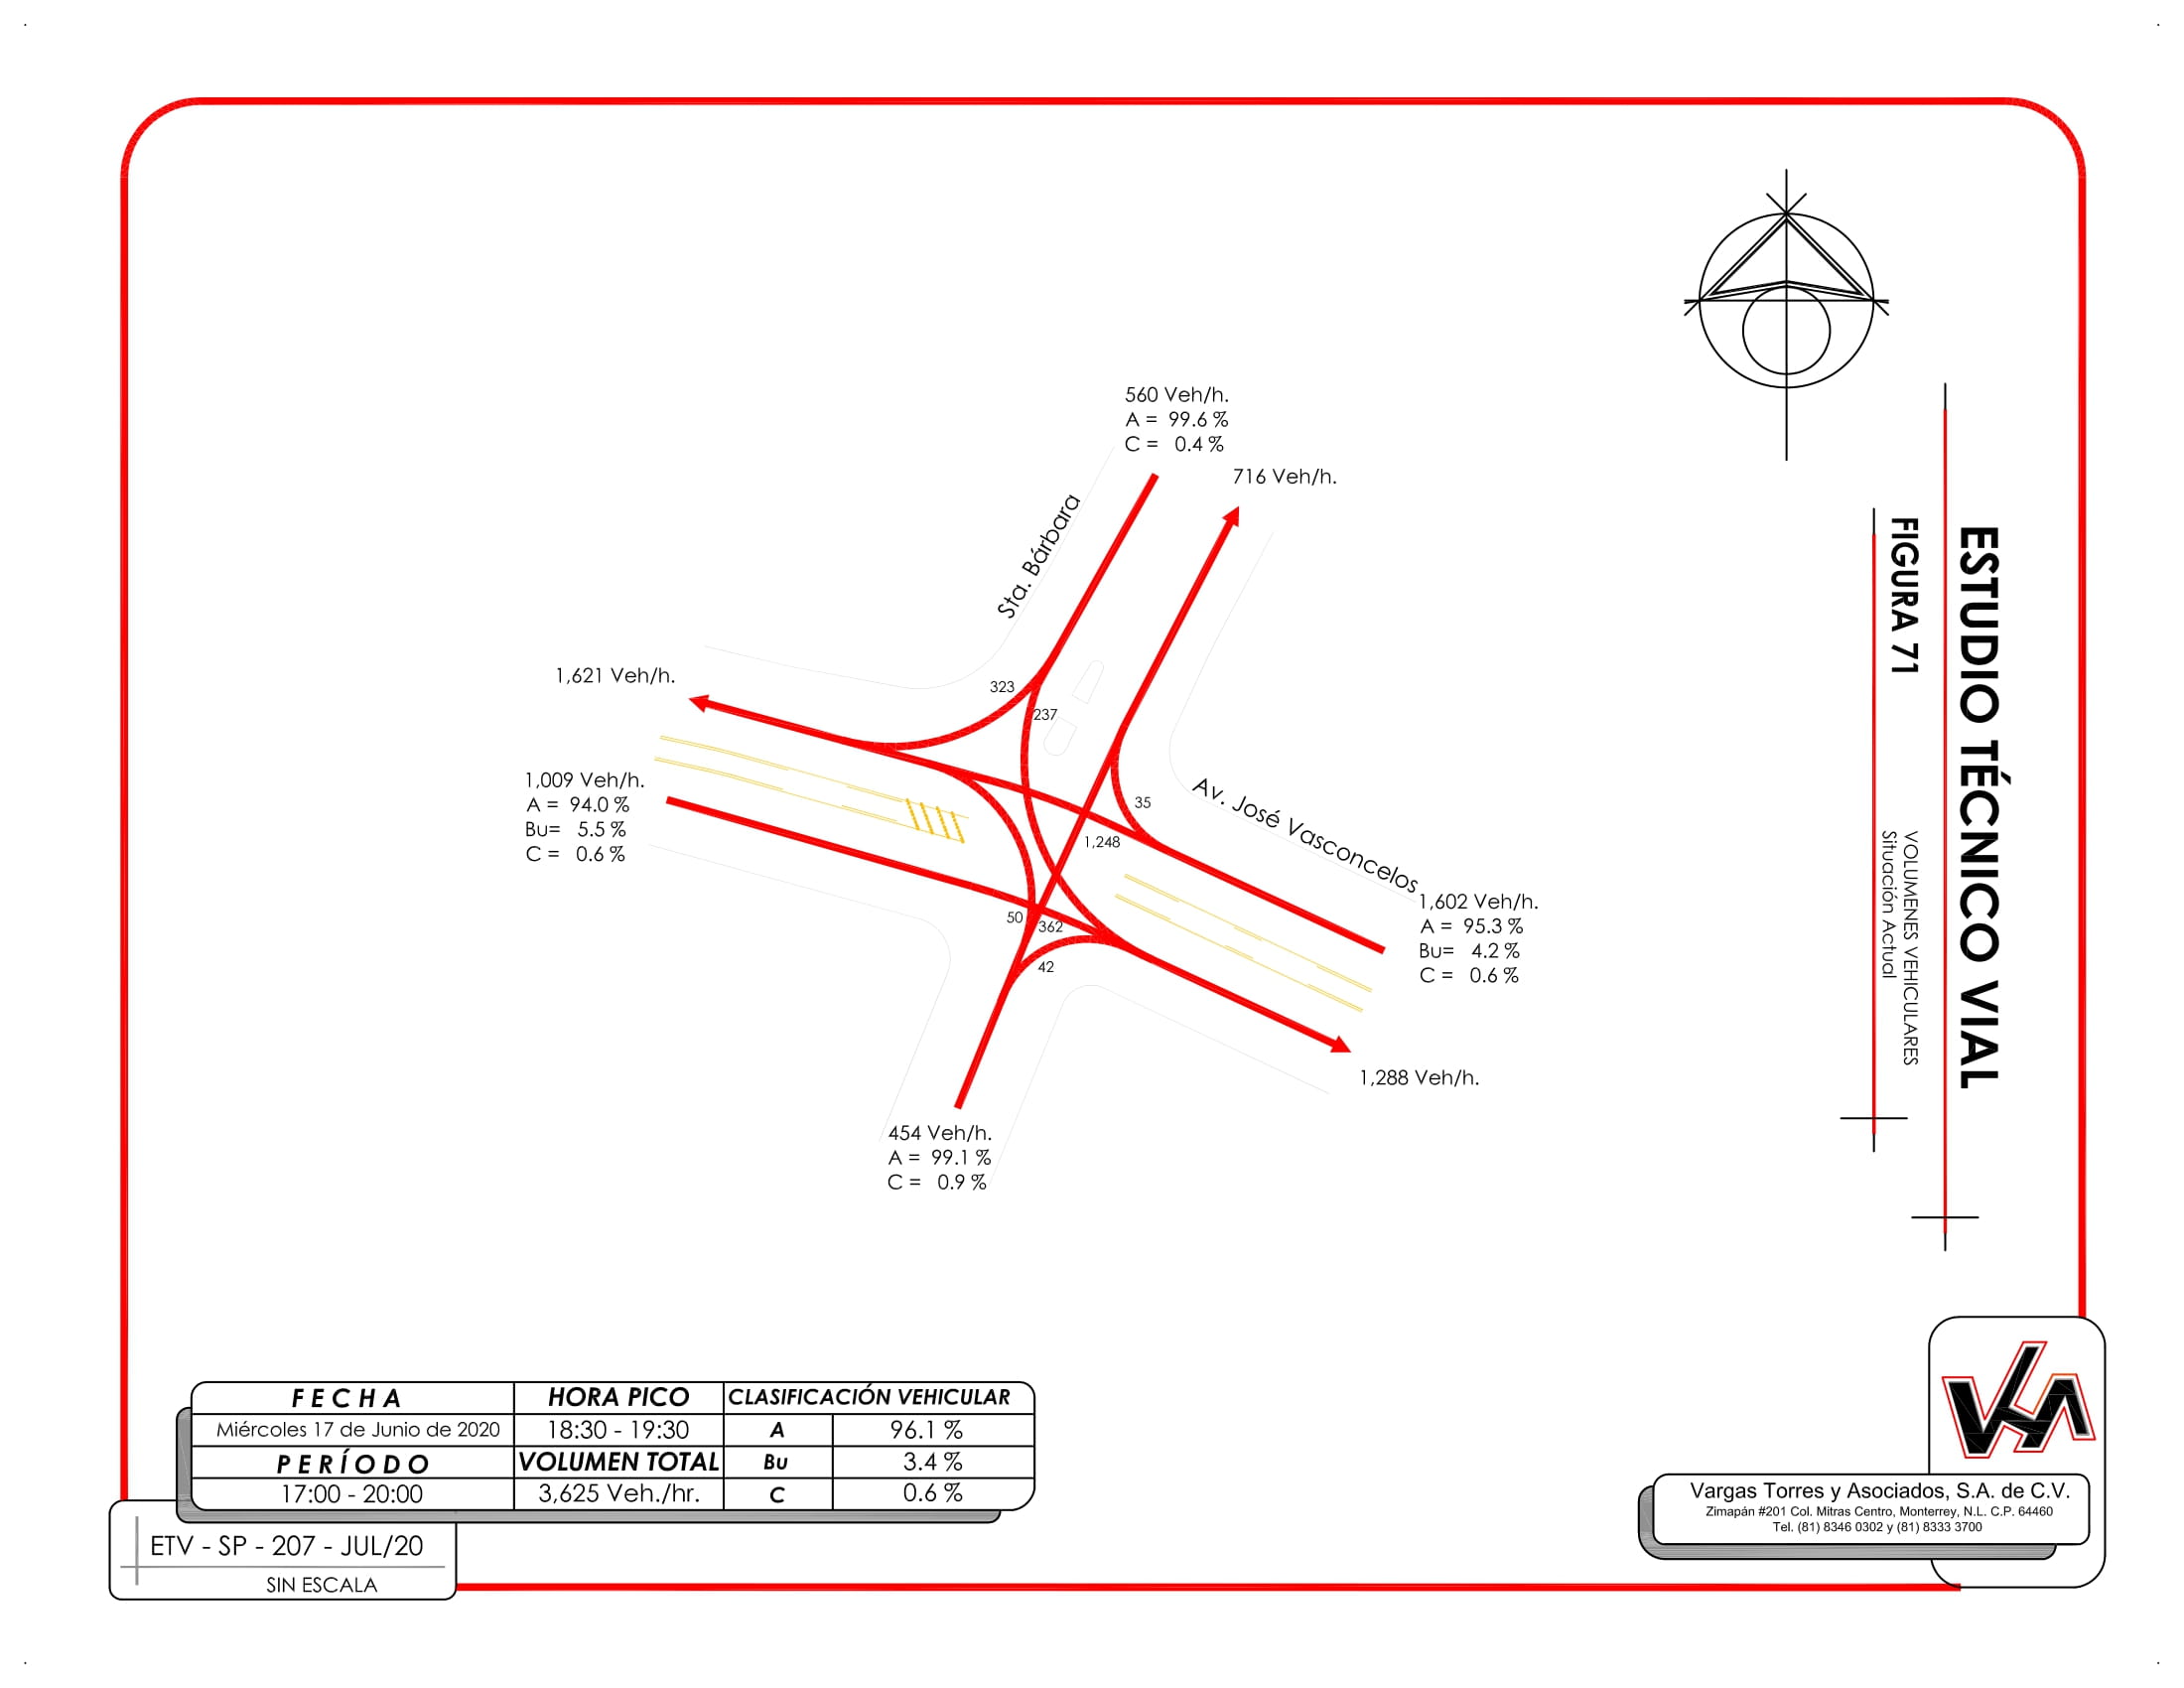 560 Veh/h.
A = 99.6 %
C = 0.4 %
716 Veh/h.
Sta. Bárbara
1,621 Veh/h.
323
237
1,009 Veh/h.
A = 94.0 %
Bu= 5.5 %
C = 0.6 %
35
1,248
Av. José Vasconcelos
1,602 Veh/h.
A = 95.3 %
Bu= 4.2 %
C = 0.6 %
50
362
42
1,288 Veh/h.
454 Veh/h.
A = 99.1 %
C = 0.9 %
ESTUDIO TÉCNICO VIAL
FIGURA 71
VOLUMENES VEHICULARES
Situación Actual
FECHA HORA PICO CLASIFICACIÓN VEHICULAR
Miércoles 17 de Junio de 2020 18:30 - 19:30 A 96.1 %
PERÍODO VOLUMEN TOTAL Bu 3.4 %
17:00 - 20:00 3,625 Veh./hr. C 0.6 %
ETV - SP - 207 - JUL/20
SIN ESCALA
Vargas Torres y Asociados, S.A. de C.V.
Zimapán #201 Col. Mitras Centro, Monterrey, N.L. C.P. 64460
Tel. (81) 8346 0302 y (81) 8333 3700